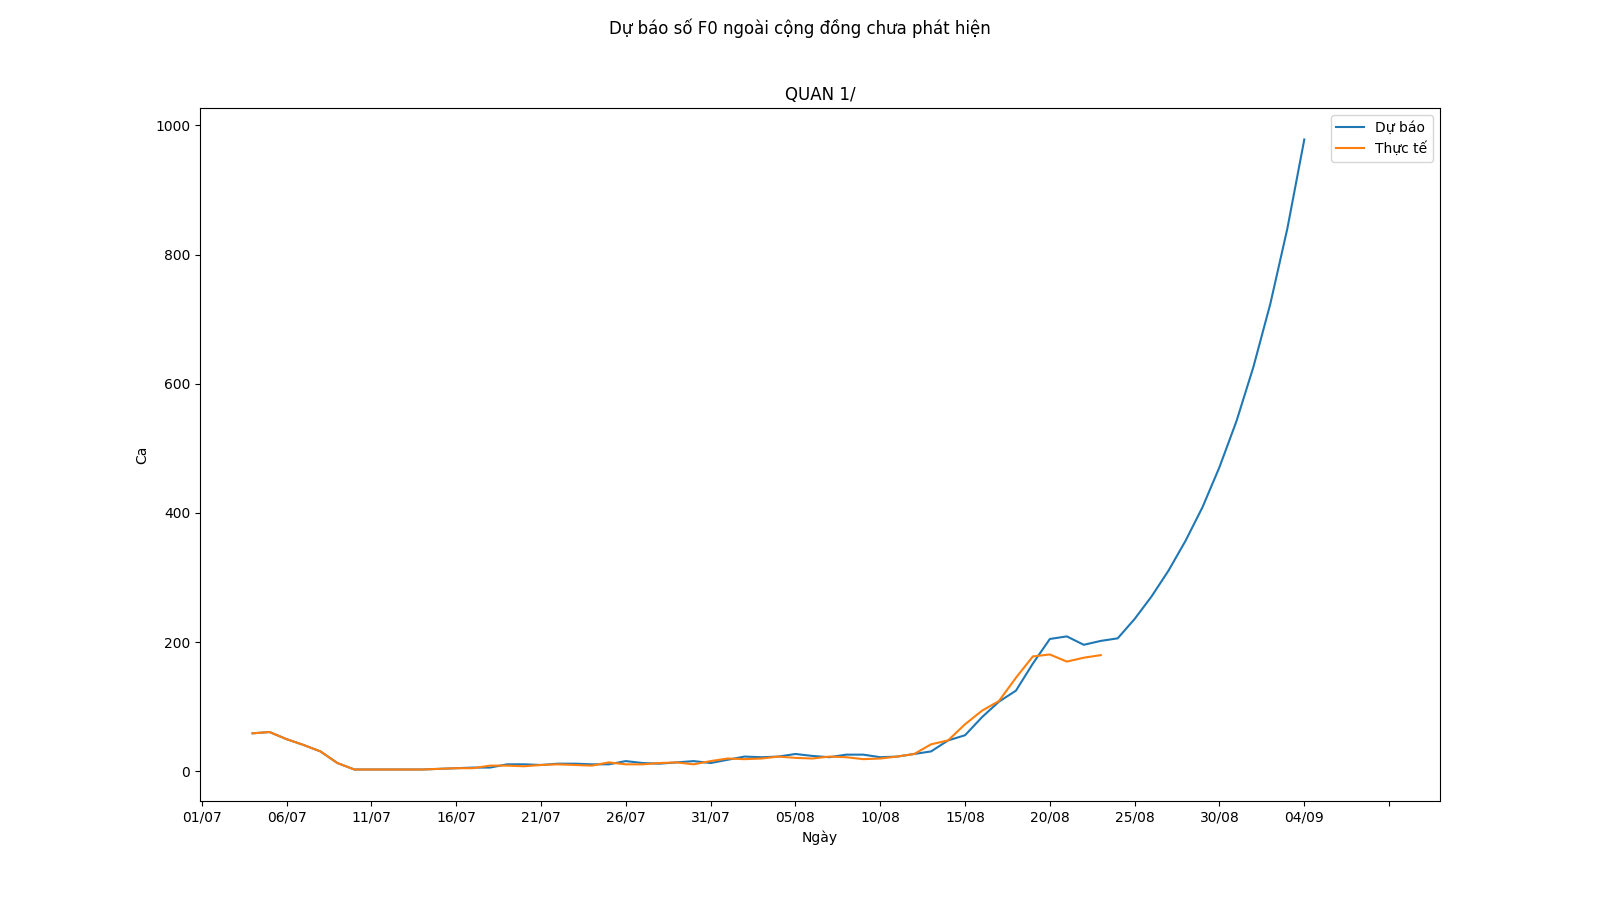 Dự báo số F0 ngoài cộng đồng chưa phát hiện
QUAN 1/
Dự báo
Thực tế
1000
800
600
400
200
0
Ca
01/07 06/07 11/07 16/07 21/07 26/07 31/07 05/08 10/08 15/08 20/08 25/08 30/08 04/09
Ngày